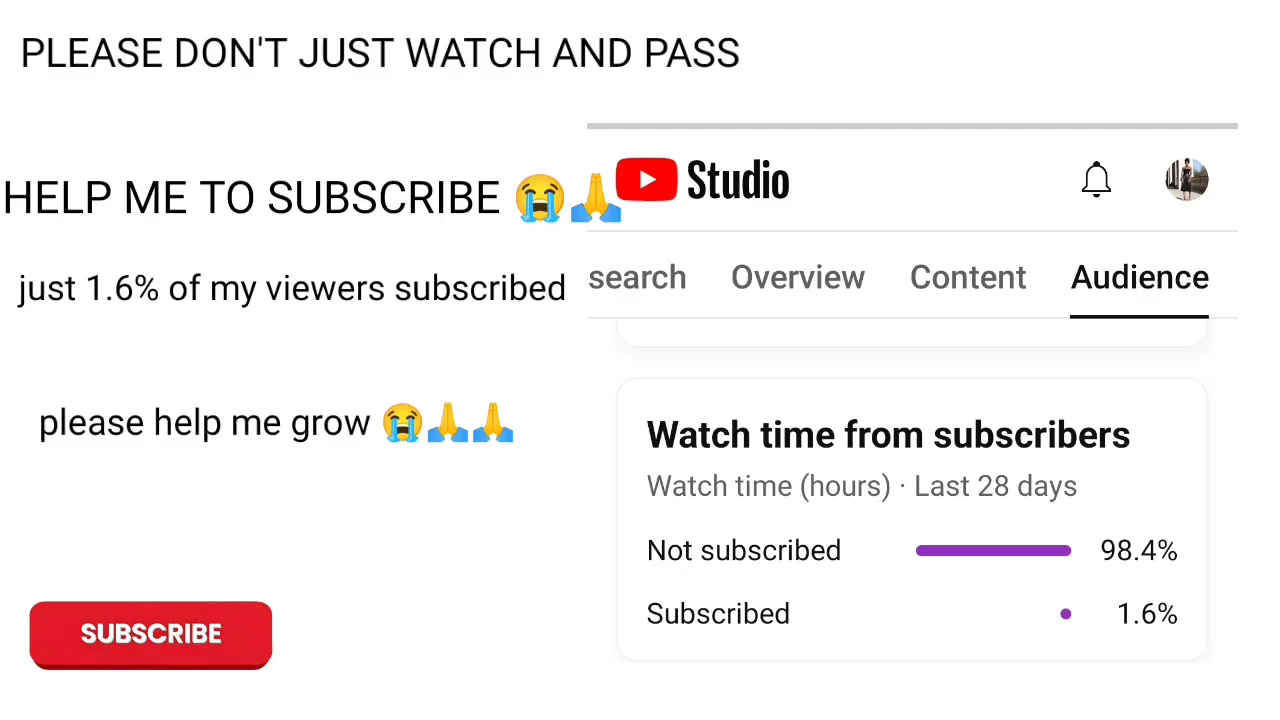 PLEASE DON'T JUST WATCH AND PASS
HELP ME TO SUBSCRIBE 😭🙏
just 1.6% of my viewers subscribed
please help me grow 😭🙏🙏
SUBSCRIBE
Studio
search Overview Content Audience
Watch time from subscribers
Watch time (hours) · Last 28 days
Not subscribed 98.4%
Subscribed 1.6%